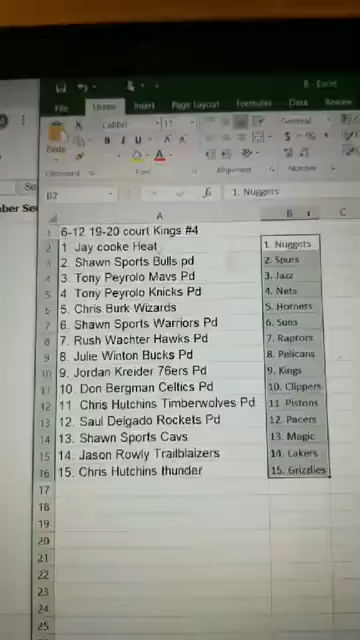 B - Excel
File Home Insert Page Layout Formulas Data Review
Calibri 11 General
Paste B I U A A $ %
Clipboard Font Alignment Number
ber Se
B2 fx 1. Nuggets
A B C
1 6-12 19-20 court Kings #4
2 1 Jay cooke Heat 1. Nuggets
3 2. Shawn Sports Bulls pd 2. Spurs
4 3. Tony Peyrolo Mavs Pd 3. Jazz
5 4 Tony Peyrolo Knicks Pd 4. Nets
6 5. Chris Burk Wizards 5. Hornets
7 6. Shawn Sports Warriors Pd 6. Suns
8 7. Rush Wachter Hawks Pd 7. Raptors
9 8. Julie Winton Bucks Pd 8. Pelicans
10 9. Jordan Kreider 76ers Pd 9. Kings
11 10. Don Bergman Celtics Pd 10. Clippers
12 11. Chris Hutchins Timberwolves Pd 11 Pistons
13 12. Saul Delgado Rockets Pd 12. Pacers
14 13. Shawn Sports Cavs 13. Magic
15 14. Jason Rowly Trailblaizers 14. Lakers
16 15. Chris Hutchins thunder 15. Grizzlies
17
18
19
20
21
22
23
24
25